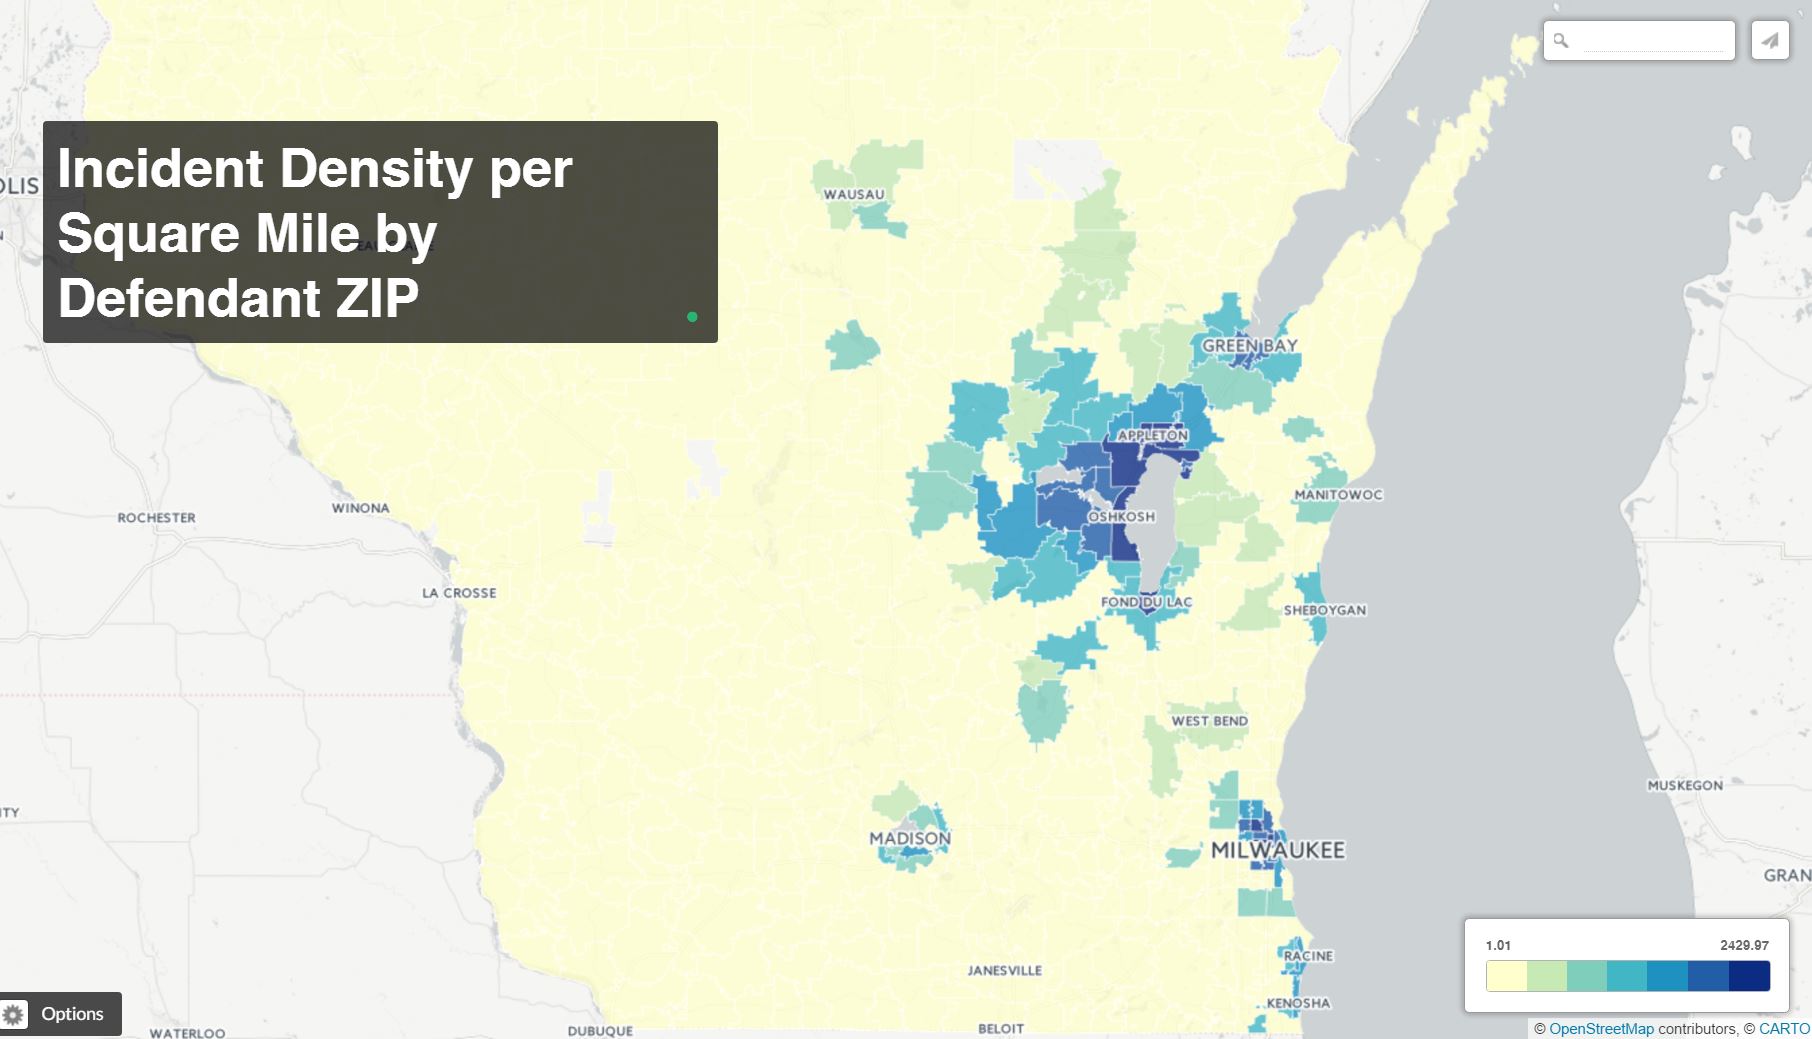 OLIS
WAUSAU
Incident Density per
Square Mile by
Defendant ZIP
GREEN BAY
APPLETON
MANITOWOC
WINONA
ROCHESTER
OSHKOSH
LA CROSSE
FOND DU LAC
SHEBOYGAN
WEST BEND
MUSKEGON
TY
MADISON
MILWAUKEE
GRAN
1.01 2429.97
RACINE
JANESVILLE
KENOSHA
Options
WATERLOO
DUBUQUE
BELOIT
© OpenStreetMap contributors, © CARTO